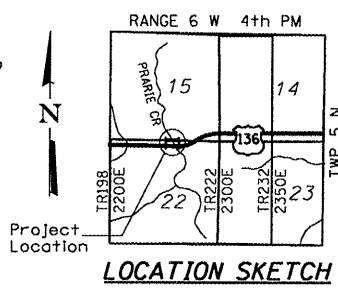 RANGE 6 W 4th PM
PRARIE CR
15
14
N
136
TWP 5 N
TR198
2200E
TR222
2300E
TR232
2350E
22
23
Project
Location
LOCATION SKETCH